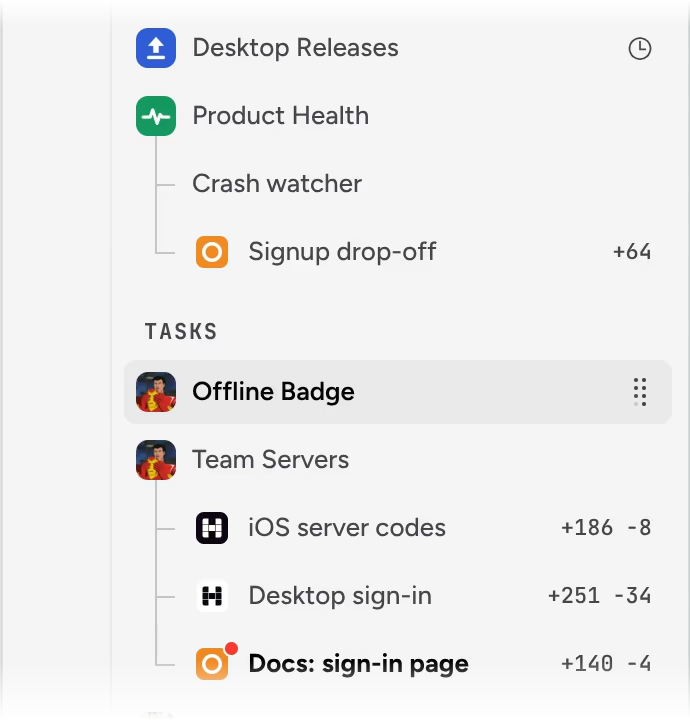 Desktop Releases
Product Health
Crash watcher
Signup drop-off +64
TASKS
Offline Badge
Team Servers
iOS server codes +186 -8
Desktop sign-in +251 -34
Docs: sign-in page +140 -4